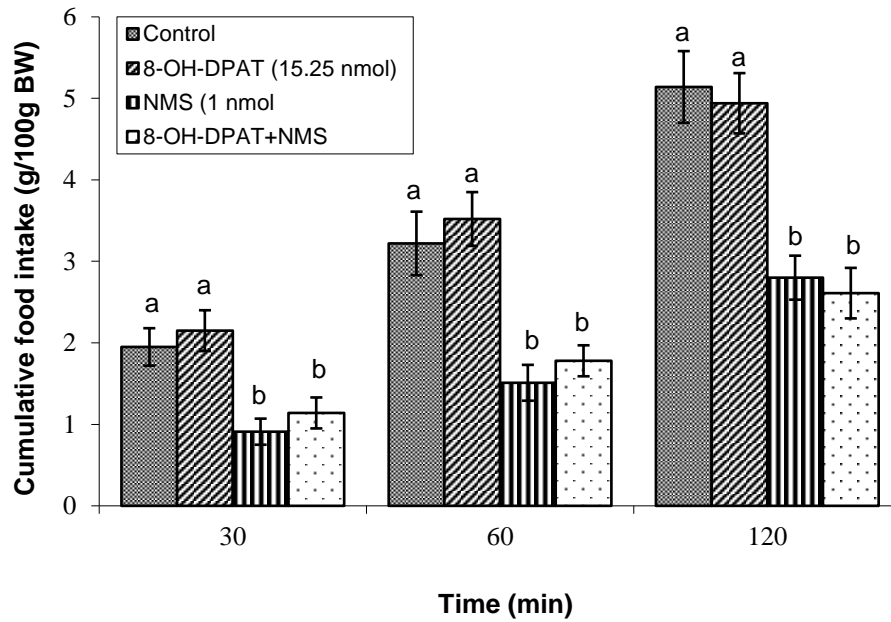 6
5
4
3
2
1
0
Cumulative food intake (g/100g BW)
Control
8-OH-DPAT (15.25 nmol)
NMS (1 nmol
8-OH-DPAT+NMS
a
a
b
b
a
a
b
b
a
a
b
b
30
60
120
Time (min)